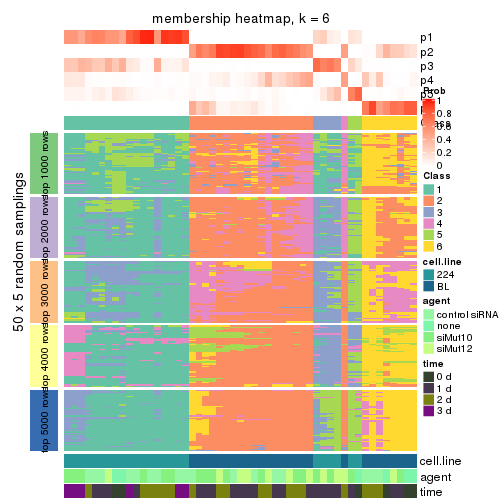 membership heatmap, k = 6
p1
p2
p3
p4
Prob
1
0.8
0.6
0.4
0.2
0
Class
1
2
3
4
5
6
cell.line
224
BL
agent
control siRNA
none
siMut10
siMut12
time
0 d
1 d
2 d
3 d
50 x 5 random samplings
top 1000 rows
top 2000 rows
top 3000 rows
top 4000 rows
top 5000 rows
cell.line
agent
time